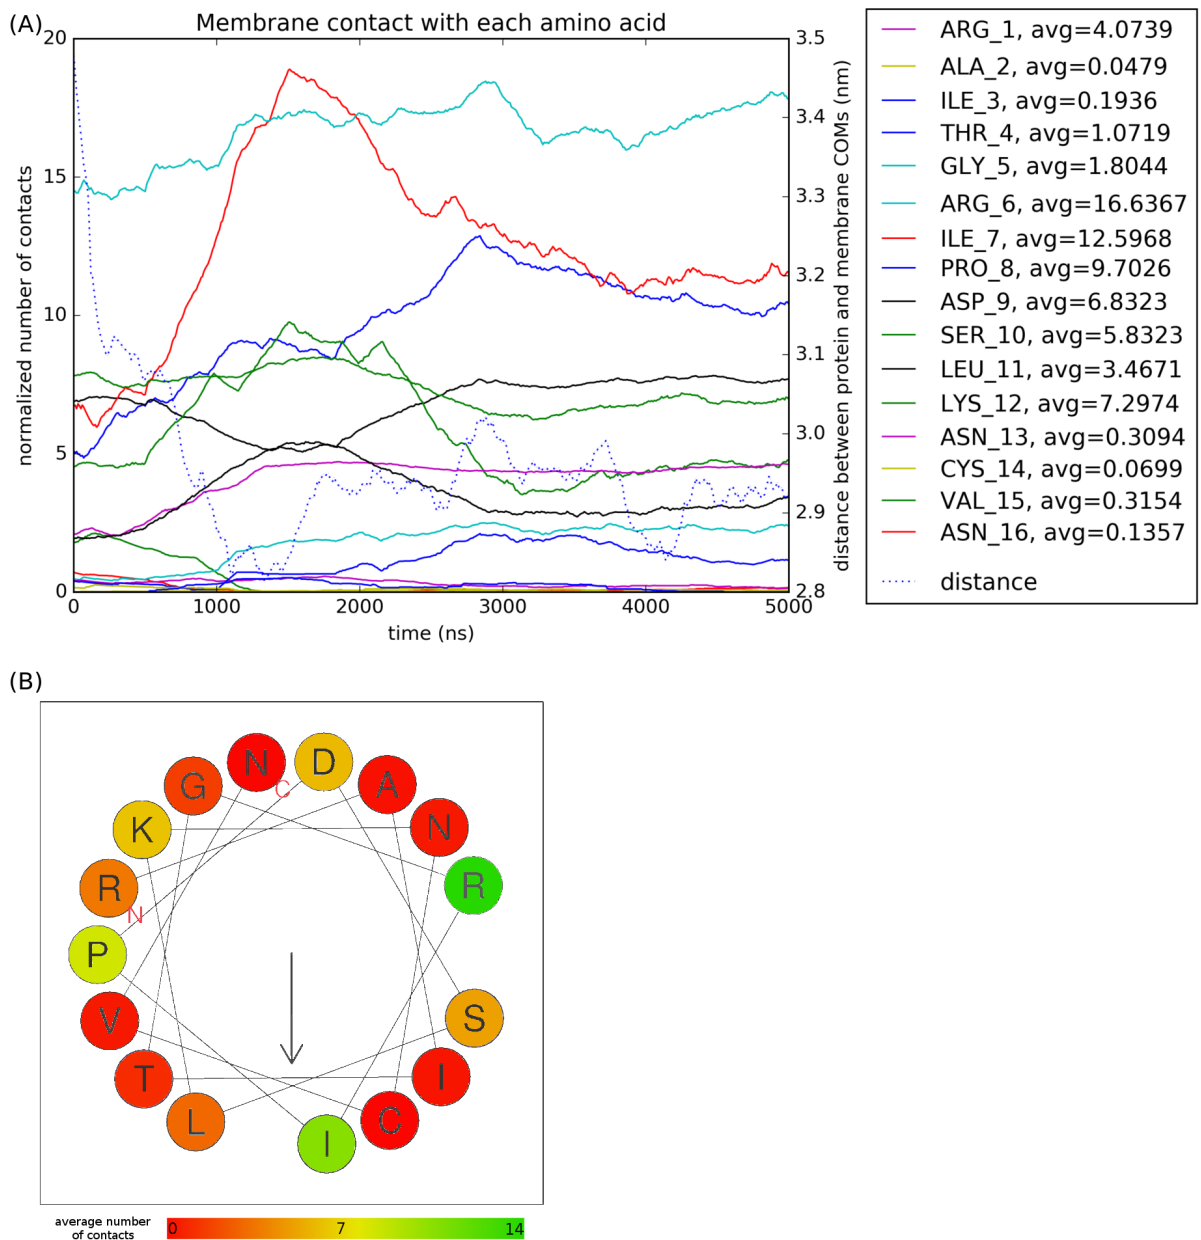 (A)
Membrane contact with each amino acid
20
15
10
5
0
normalized number of contacts
0
1000
2000
3000
4000
5000
time (ns)
3.5
3.4
3.3
3.2
3.1
3.0
2.9
2.8
distance between protein and membrane COMs (nm)
ARG_1, avg=4.0739
ALA_2, avg=0.0479
ILE_3, avg=0.1936
THR_4, avg=1.0719
GLY_5, avg=1.8044
ARG_6, avg=16.6367
ILE_7, avg=12.5968
PRO_8, avg=9.7026
ASP_9, avg=6.8323
SER_10, avg=5.8323
LEU_11, avg=3.4671
LYS_12, avg=7.2974
ASN_13, avg=0.3094
CYS_14, avg=0.0699
VAL_15, avg=0.3154
ASN_16, avg=0.1357
distance
(B)
N
D
G
C
A
K
N
R
R
N
P
V
S
T
I
L
C
I
average number
of contacts
0
7
14